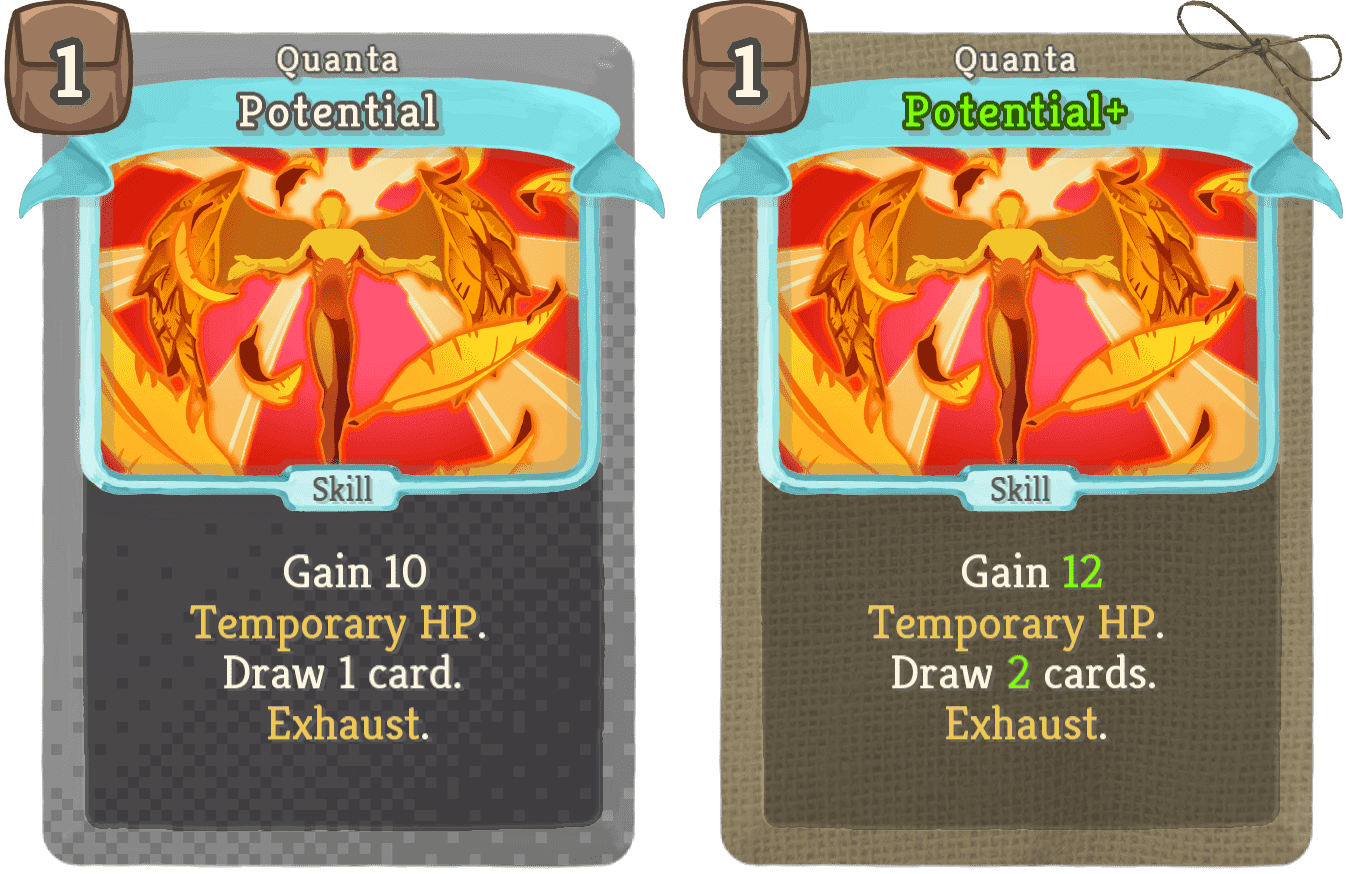 1
Quanta
Potential
Skill
Gain 10
Temporary HP.
Draw 1 card.
Exhaust.
1
Quanta
Potential+
Skill
Gain 12
Temporary HP.
Draw 2 cards.
Exhaust.